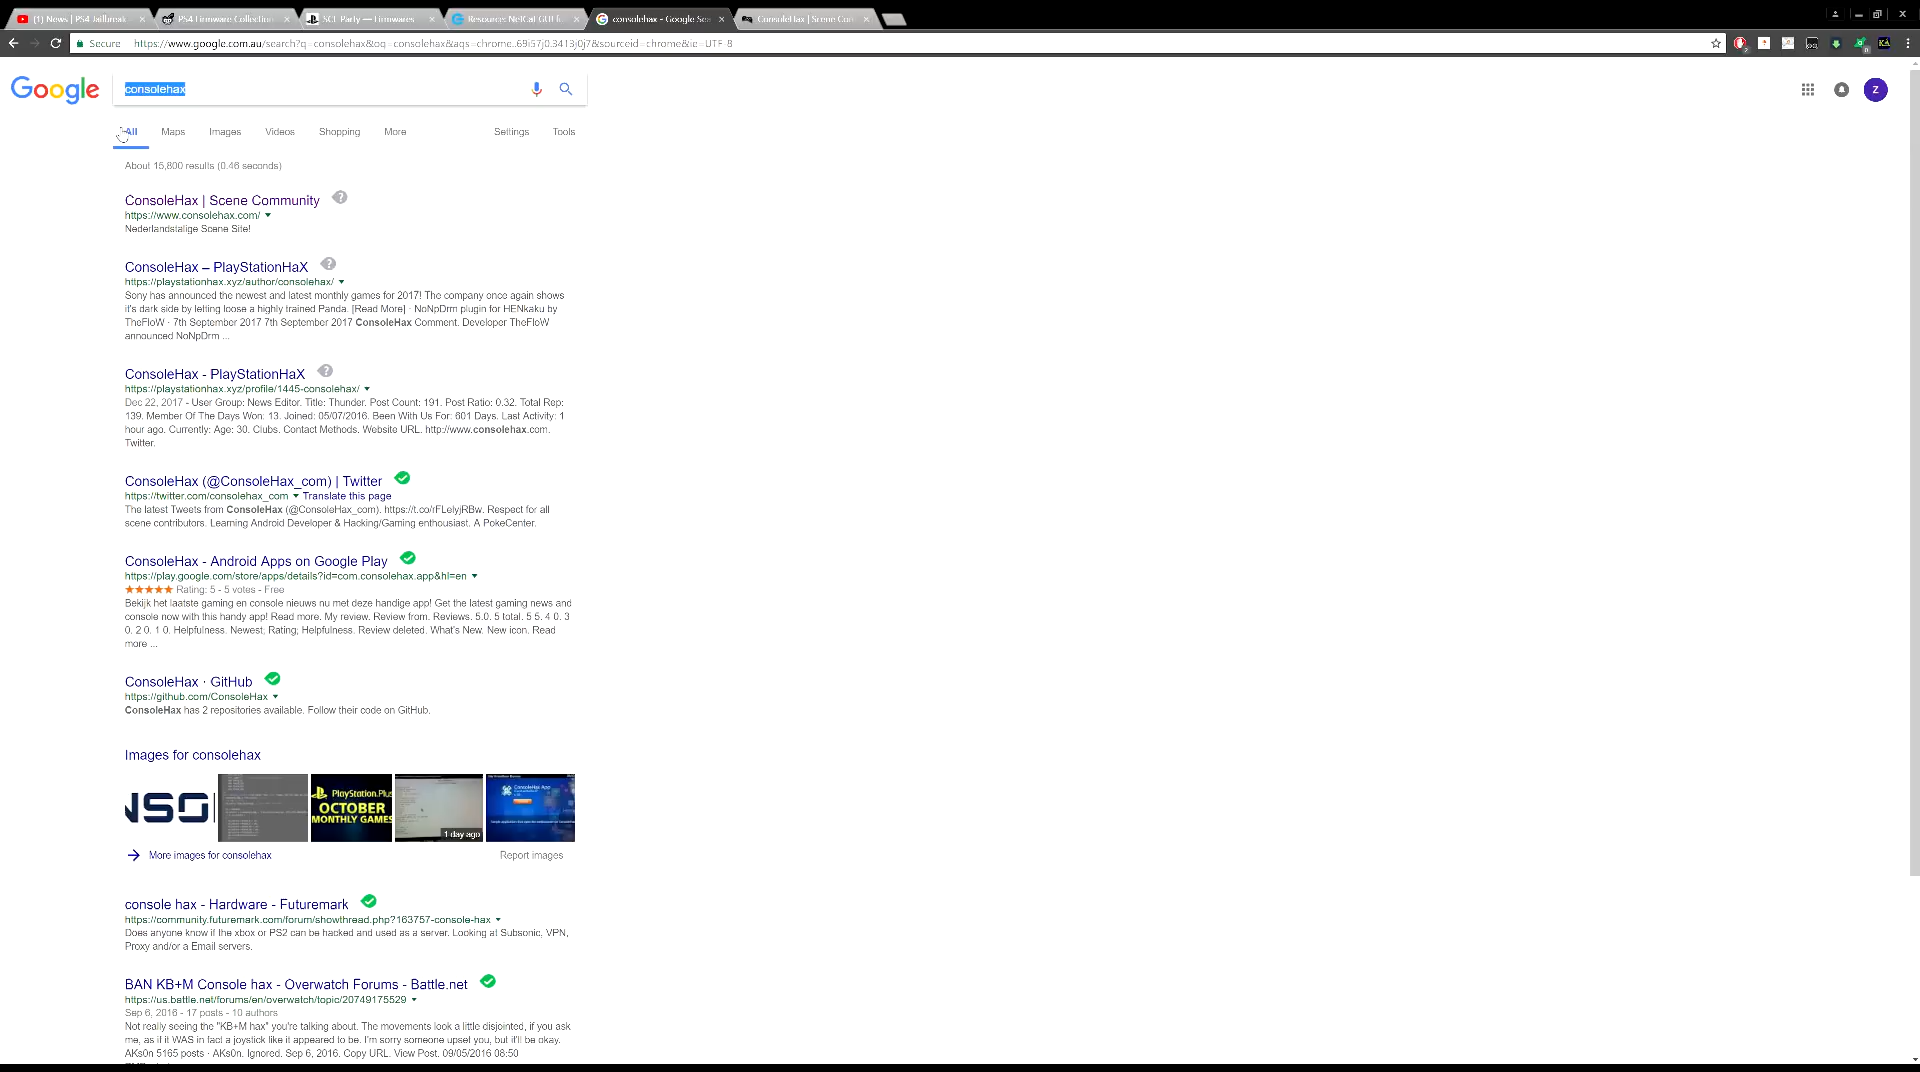 (1) News | PS4 Jailbreak
PS4 Firmware Collection
SCE Party — Firmwares
Resource: NetCat GUI
consolehax - Google Sea
ConsoleHax | Scene Com
Secure
https://www.google.com.au/search?q=consolehax&oq=consolehax&aqs=chrome..69i57j0.3413j0j7&sourceid=chrome&ie=UTF-8
Google
consolehax
Z
All Maps Images Videos Shopping More Settings Tools
About 15,800 results (0.46 seconds)
ConsoleHax | Scene Community
https://www.consolehax.com/
Nederlandstalige Scene Site!
ConsoleHax – PlayStationHaX
https://playstationhax.xyz/author/consolehax/
Sony has announced the newest and latest monthly games for 2017! The company once again shows
it's dark side by letting loose a highly trained Panda. [Read More] · NoNpDrm plugin for HENkaku by
TheFloW · 7th September 2017 7th September 2017 ConsoleHax Comment. Developer TheFloW
announced NoNpDrm ...
ConsoleHax - PlayStationHaX
https://playstationhax.xyz/profile/1445-consolehax/
Dec 22, 2017 - User Group: News Editor. Title: Thunder. Post Count: 191. Post Ratio: 0.32. Total Rep:
139. Member Of The Days Won: 13. Joined: 05/07/2016. Been With Us For: 601 Days. Last Activity: 1
hour ago. Currently: Age: 30. Clubs. Contact Methods. Website URL. http://www.consolehax.com.
Twitter.
ConsoleHax (@ConsoleHax_com) | Twitter
https://twitter.com/consolehax_com Translate this page
The latest Tweets from ConsoleHax (@ConsoleHax_com). https://t.co/rFLelyjRBw. Respect for all
scene contributors. Learning Android Developer & Hacking/Gaming enthusiast. A PokeCenter.
ConsoleHax - Android Apps on Google Play
https://play.google.com/store/apps/details?id=com.consolehax.app&hl=en
Rating: 5 - 5 votes - Free
Bekijk het laatste gaming en console nieuws nu met deze handige app! Get the latest gaming news and
console now with this handy app! Read more. My review. Review from. Reviews. 5.0. 5 total. 5 5. 4 0. 3
0. 2 0. 1 0. Helpfulness. Newest; Rating; Helpfulness. Review deleted. What's New. New icon. Read
more ...
ConsoleHax · GitHub
https://github.com/ConsoleHax
ConsoleHax has 2 repositories available. Follow their code on GitHub.
Images for consolehax
NSO
PlayStation.Plus
OCTOBER
MONTHLY GAMES
1 day ago
ConsoleHax App
More images for consolehax
Report images
console hax - Hardware - Futuremark
https://community.futuremark.com/forum/showthread.php?163757-console-hax
Does anyone know if the xbox or PS2 can be hacked and used as a server. Looking at Subsonic, VPN,
Proxy and/or a Email servers.
BAN KB+M Console hax - Overwatch Forums - Battle.net
https://us.battle.net/forums/en/overwatch/topic/20749175529
Sep 6, 2016 - 17 posts - 10 authors
Not really seeing the "KB+M hax" you're talking about. The movements look a little disjointed, if you ask
me, as if it WAS in fact a joystick like it appeared to be. I'm sorry someone upset you, but it'll be okay.
AKs0n 5165 posts · AKs0n. Ignored. Sep 6, 2016. Copy URL. View Post. 09/05/2016 08:50